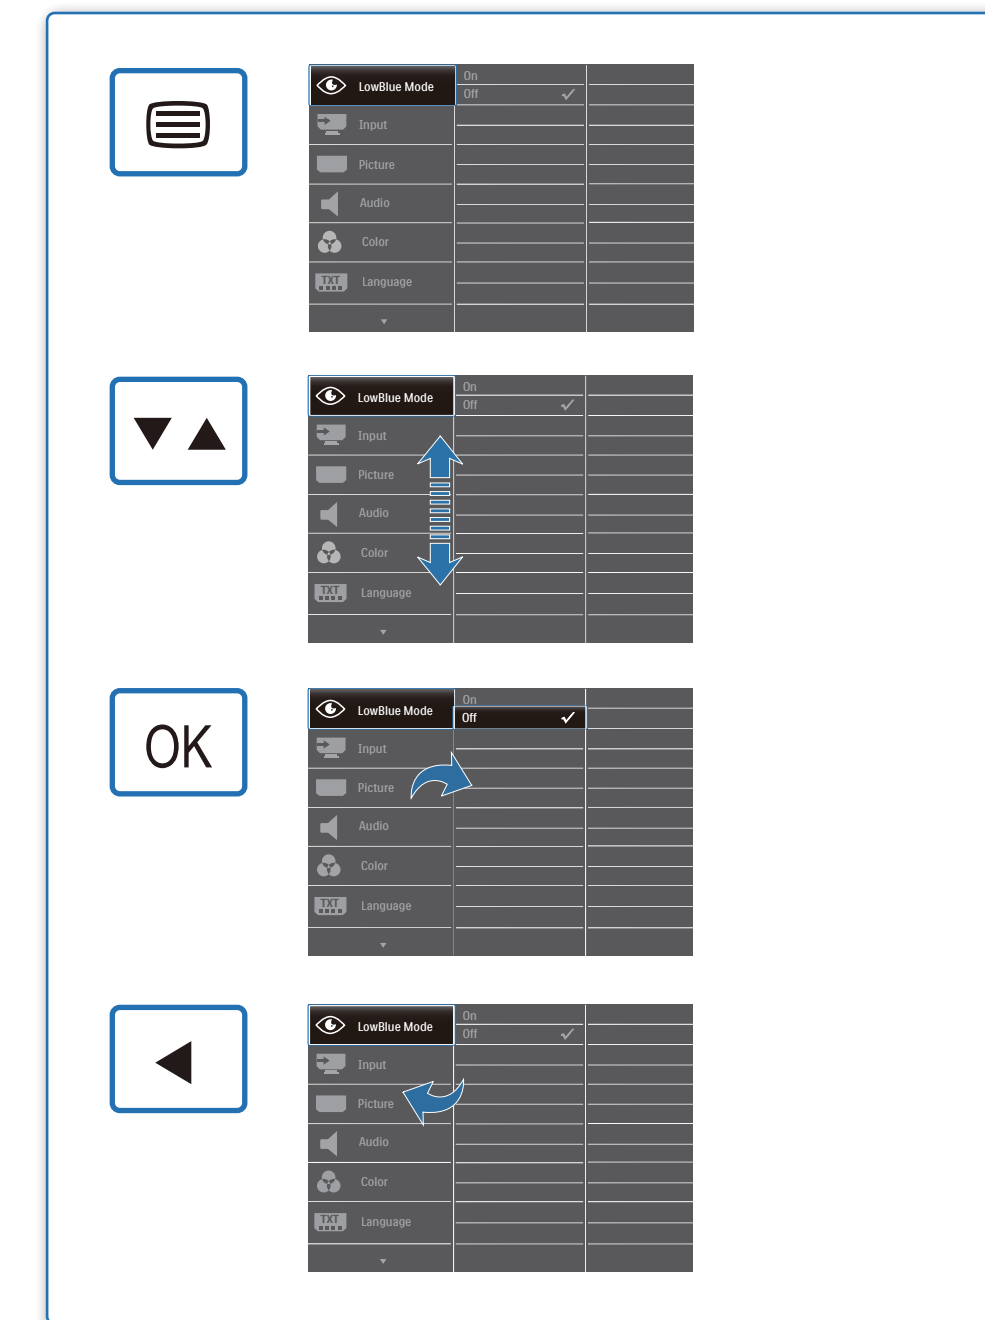 LowBlue Mode
On
Off
Input
Picture
Audio
Color
TXT
Language
LowBlue Mode
On
Off
Input
Picture
Audio
Color
TXT
Language
OK
LowBlue Mode
On
Off
Input
Picture
Audio
Color
TXT
Language
LowBlue Mode
On
Off
Input
Picture
Audio
Color
TXT
Language